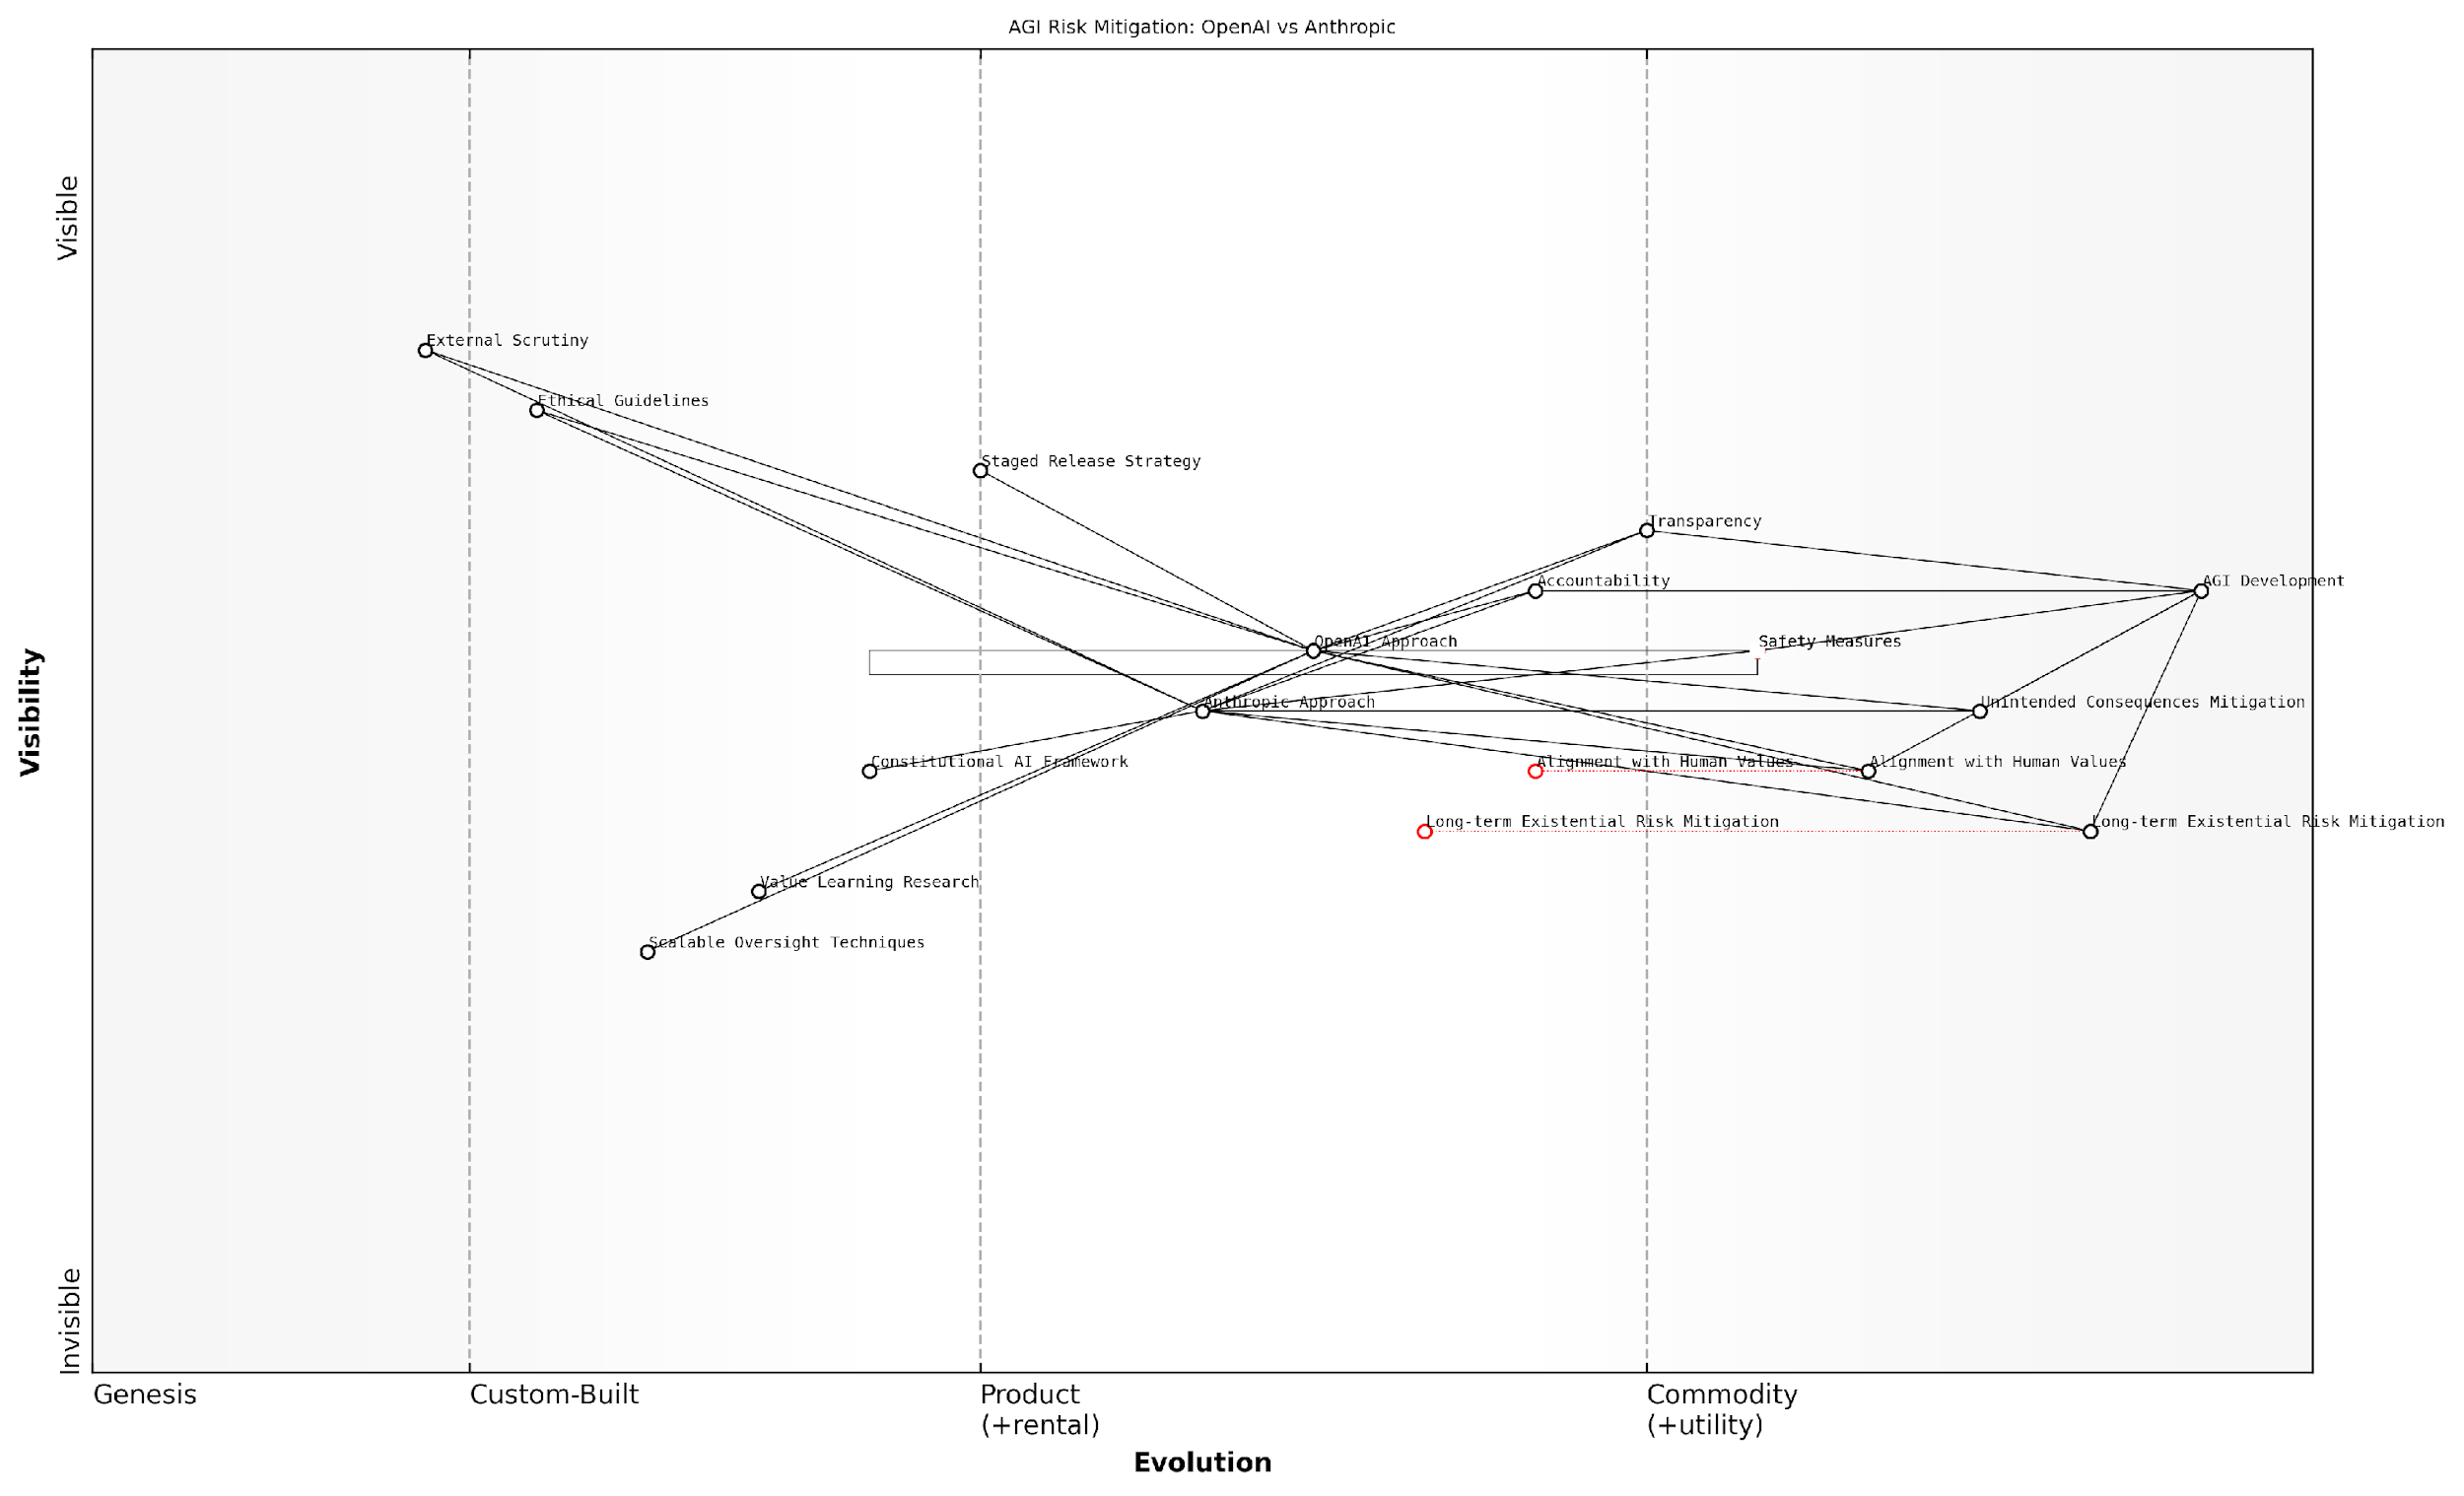 AGI Risk Mitigation: OpenAI vs Anthropic
Visible
External Scrutiny
Ethical Guidelines
Staged Release Strategy
Transparency
Accountability
AGI Development
OpenAI Approach
Safety Measures
Anthropic Approach
Unintended Consequences Mitigation
Constitutional AI Framework
Alignment with Human Values
Alignment with Human Values
Long-term Existential Risk Mitigation
Long-term Existential Risk Mitigation
Value Learning Research
Scalable Oversight Techniques
Visibility
Invisible
Genesis
Custom-Built
Product
(+rental)
Commodity
(+utility)
Evolution